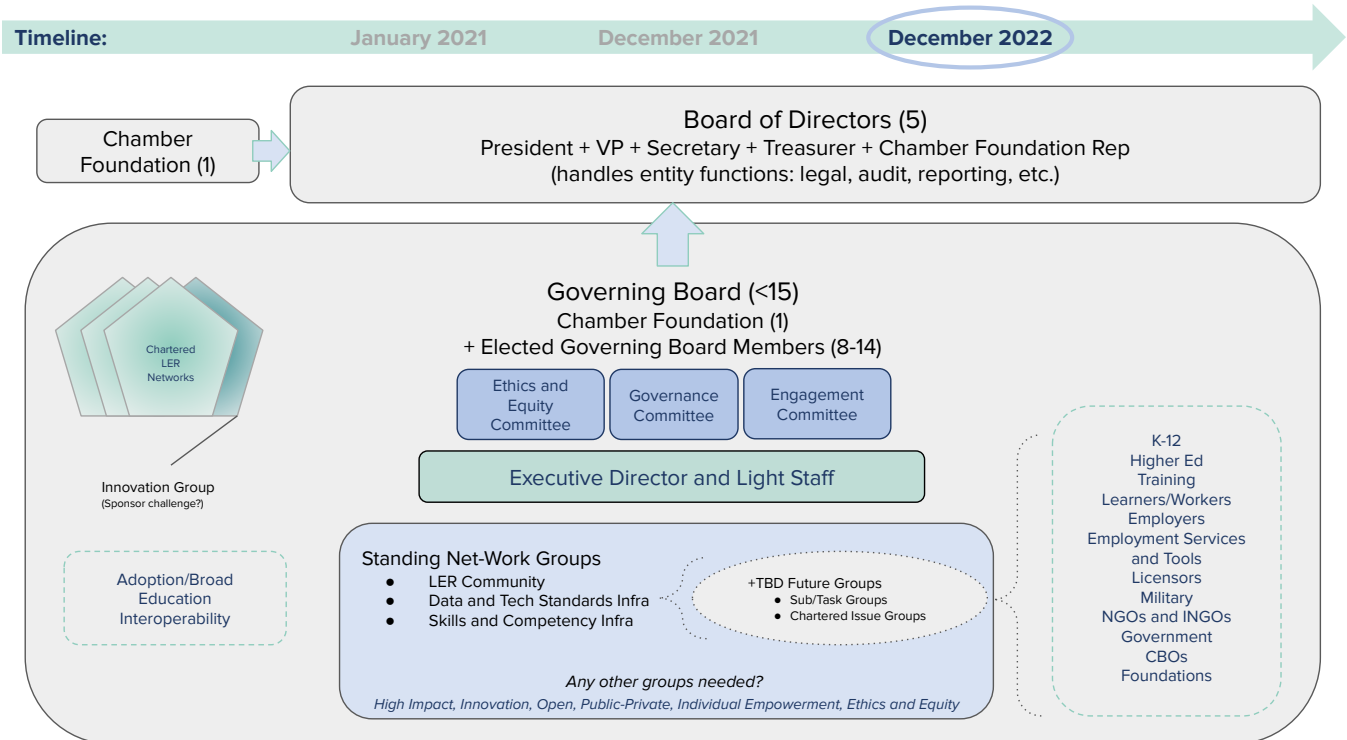 Timeline:
January 2021
December 2021
December 2022
Chamber
Foundation (1)
Board of Directors (5)
President + VP + Secretary + Treasurer + Chamber Foundation Rep
(handles entity functions: legal, audit, reporting, etc.)
Chartered
LER
Networks
Innovation Group
(Sponsor challenge?)
Adoption/Broad
Education
Interoperability
Governing Board (<15)
Chamber Foundation (1)
+ Elected Governing Board Members (8-14)
Ethics and
Equity
Committee
Governance
Committee
Engagement
Committee
Executive Director and Light Staff
Standing Net-Work Groups
● LER Community
● Data and Tech Standards Infra
● Skills and Competency Infra
+TBD Future Groups
● Sub/Task Groups
● Chartered Issue Groups
Any other groups needed?
High Impact, Innovation, Open, Public-Private, Individual Empowerment, Ethics and Equity
K-12
Higher Ed
Training
Learners/Workers
Employers
Employment Services
and Tools
Licensors
Military
NGOs and INGOs
Government
CBOs
Foundations